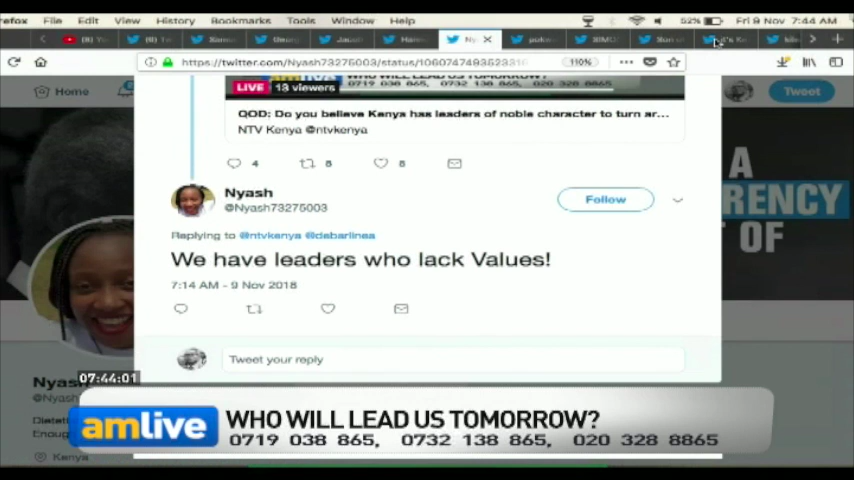 File Edit View History Bookmarks Tools Window Help
52% Fri 9 Nov 7:44 AM
https://twitter.com/Nyash73275003/status/
110%
Home
Tweet
LIVE 13 viewers
WHO WILL LEAD US TOMORROW?
0719 038 865, 0732 138 865, 020 328 8865
QOD: Do you believe Kenya has leaders of noble character to turn ar...
NTV Kenya @ntvkenya
4 8 8
Nyash
@Nyash73275003
Follow
Replying to @ntvkenya @debarlinea
We have leaders who lack Values!
7:14 AM - 9 Nov 2018
Tweet your reply
A
RENCY
OF
Nyash
@Nyash
Kenya
07:44:01
amlive
WHO WILL LEAD US TOMORROW?
0719 038 865, 0732 138 865, 020 328 8865